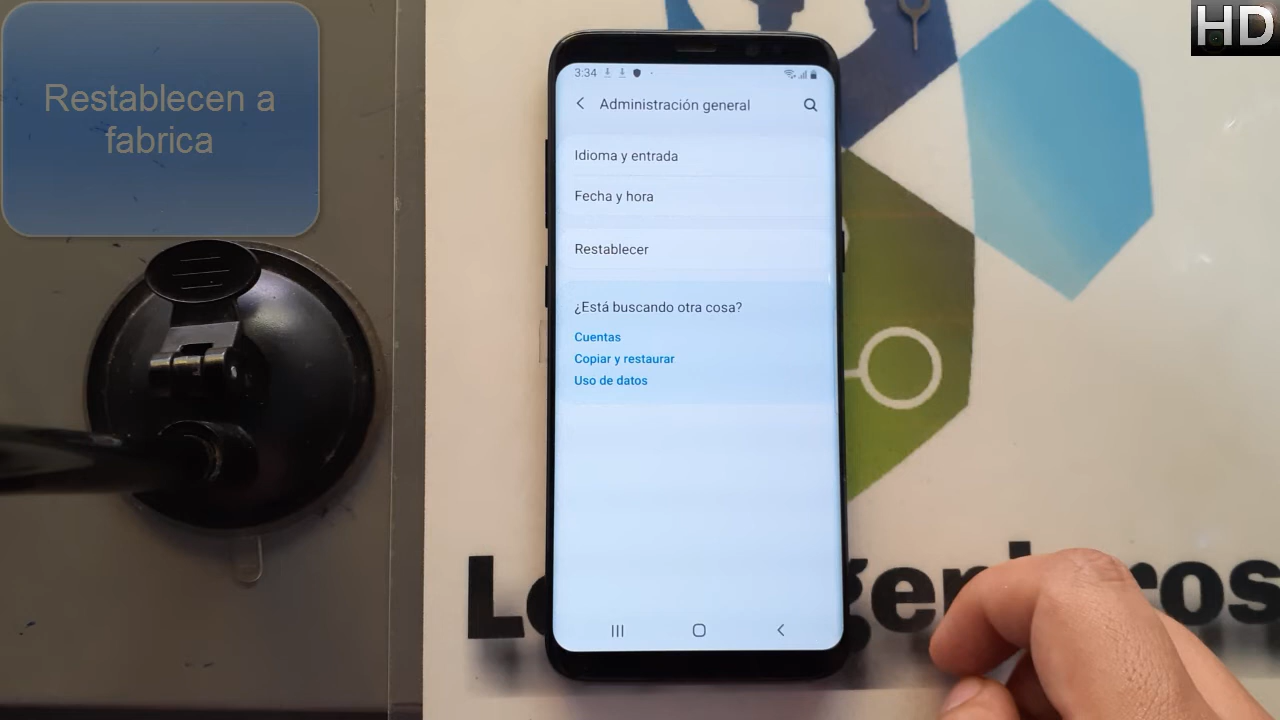 Restablecen a
fabrica
HD
3:34
Administración general
Idioma y entrada
Fecha y hora
Restablecer
¿Está buscando otra cosa?
Cuentas
Copiar y restaurar
Uso de datos